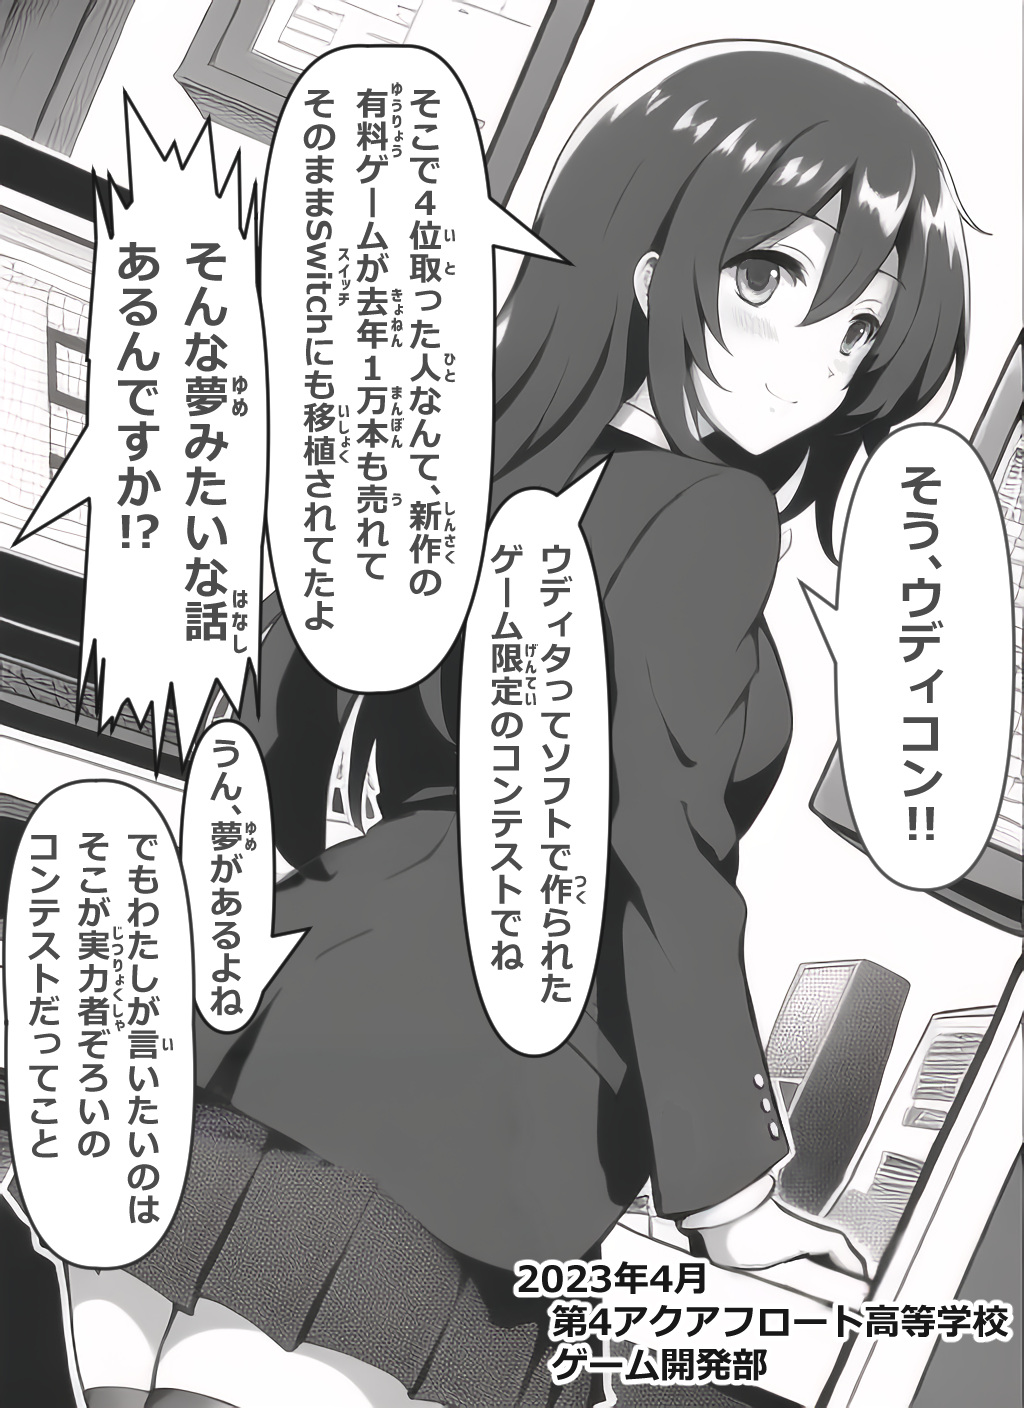 そう、ウディコン!!
ウディタってソフトで作られた
ゲーム限定のコンテストでね
そこで4位取った人なんて、新作の
有料ゲームが去年1万本も売れて
そのままSwitchにも移植されてたよ
そんな夢みたいな話
あるんですか!?
うん、夢があるよね
でもわたしが言いたいのは
そこが実力者ぞろいの
コンテストだってこと
2023年4月
第4アクアフロート高等学校
ゲーム開発部